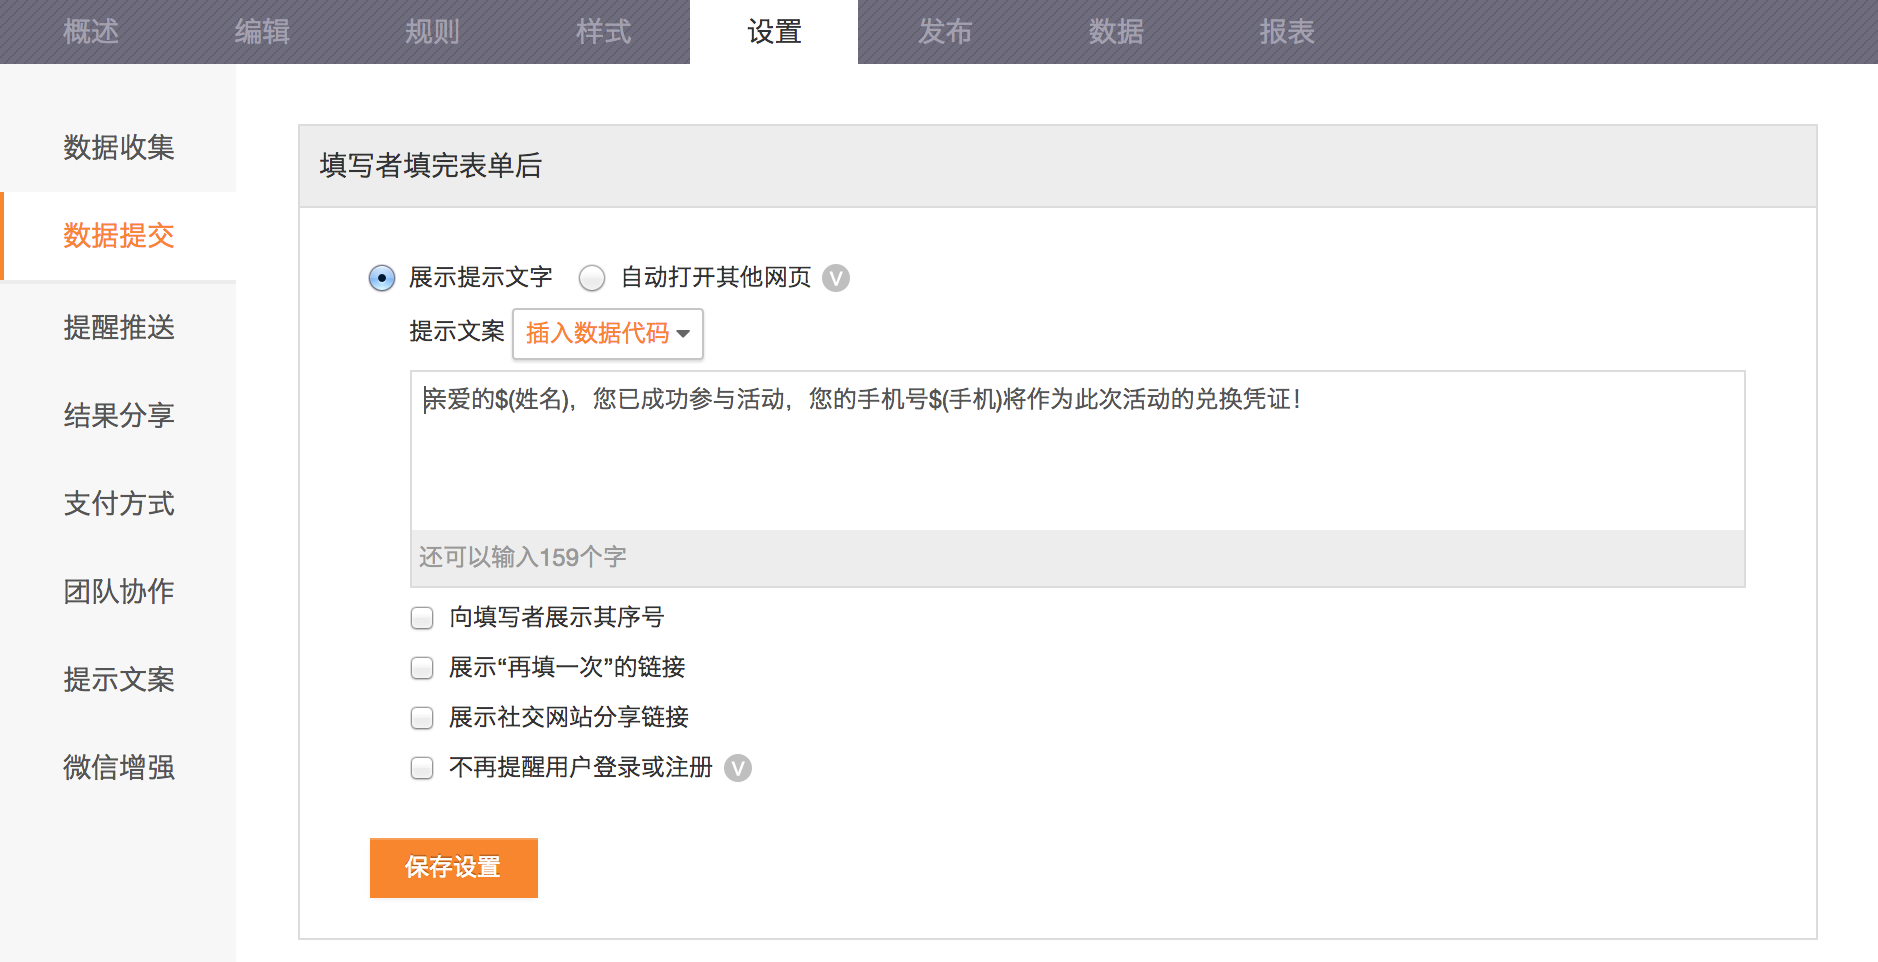 概述 编辑 规则 样式 设置 发布 数据 报表
数据收集
数据提交
提醒推送
结果分享
支付方式
团队协作
提示文案
微信增强
填写者填完表单后
展示提示文字 自动打开其他网页 V
提示文案 插入数据代码
亲爱的$(姓名)，您已成功参与活动，您的手机号$(手机)将作为此次活动的兑换凭证！
还可以输入159个字
向填写者展示其序号
展示“再填一次”的链接
展示社交网站分享链接
不再提醒用户登录或注册 V
保存设置